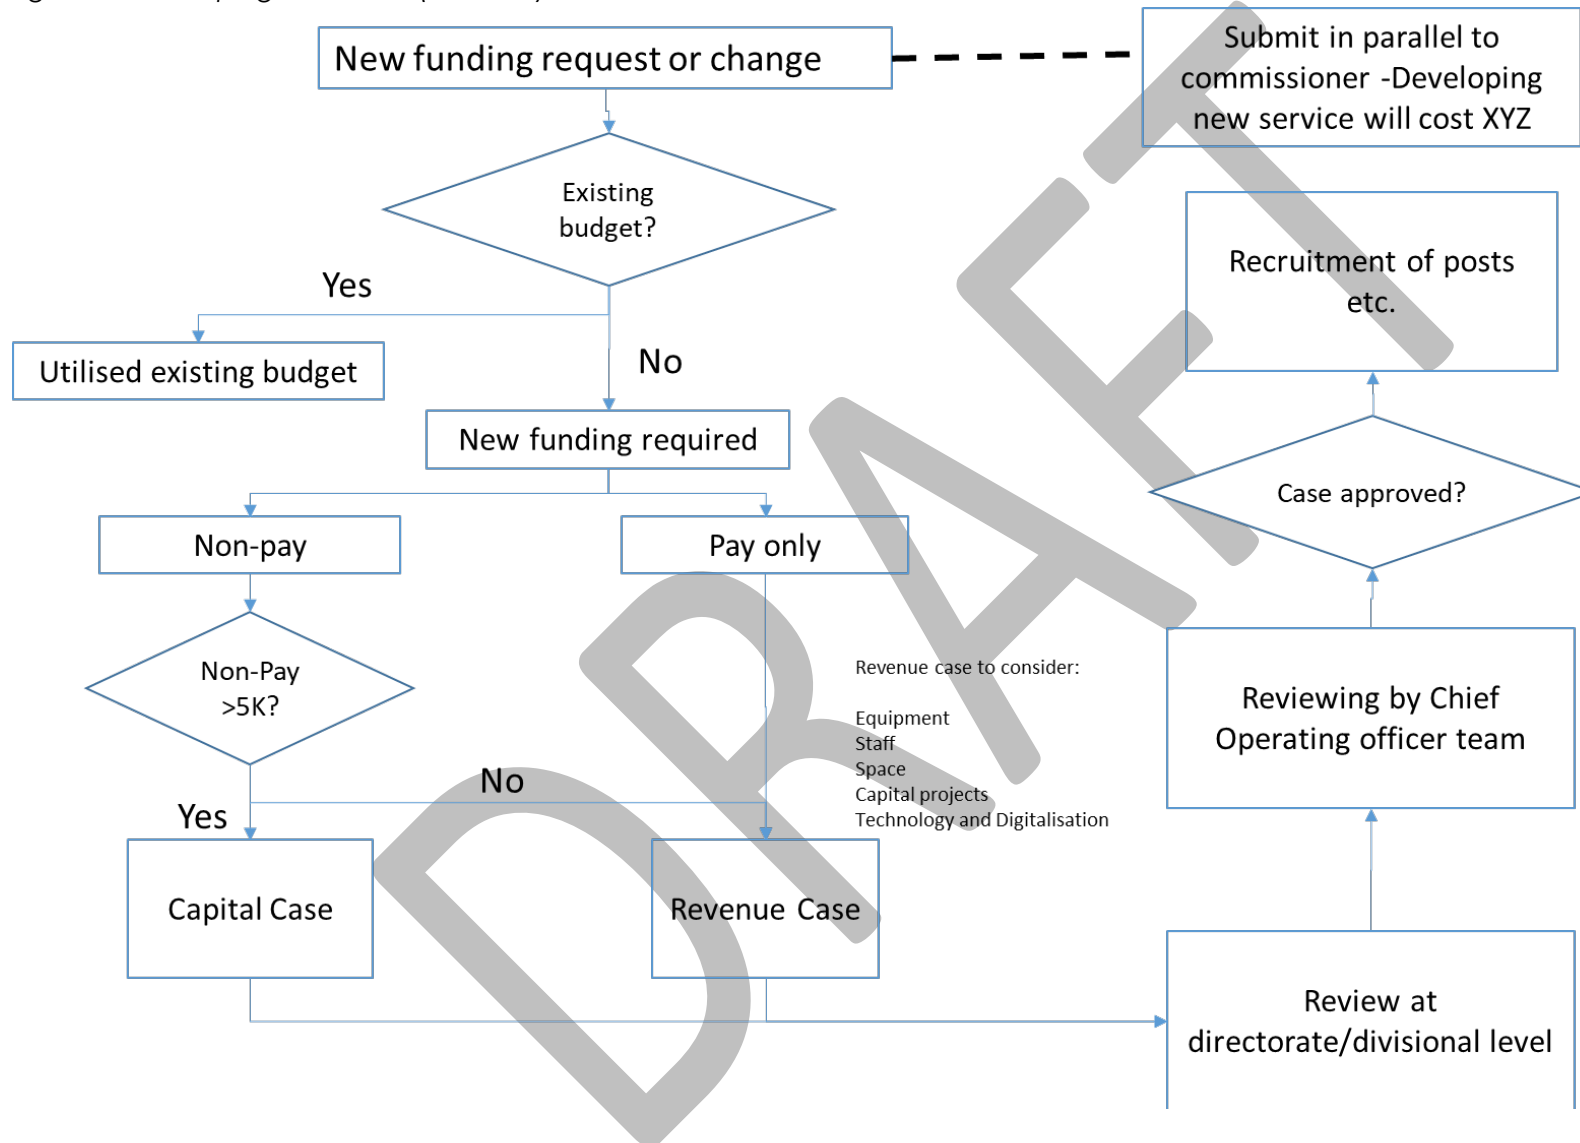 New funding request or change
Submit in parallel to
commissioner -Developing
new service will cost XYZ
Existing
budget?
Yes
Utilised existing budget
No
New funding required
Non-pay
Pay only
Non-Pay
>5K?
No
Yes
Capital Case
Revenue Case
Revenue case to consider:
Equipment
Staff
Space
Capital projects
Technology and Digitalisation
Recruitment of posts
etc.
Case approved?
Reviewing by Chief
Operating officer team
Review at
directorate/divisional level
DRAFT